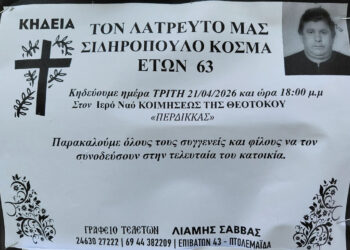 ΚΗΔΕΙΑ
ΤΟΝ ΛΑΤΡΕΥΤΟ ΜΑΣ
ΣΙΔΗΡΟΠΟΥΛΟ ΚΟΣΜΑ
ΕΤΩΝ 63
Κηδεύουμε ημέρα ΤΡΙΤΗ 21/04/2026 και ώρα 18:00 μ.μ
Στον Ιερό Ναό ΚΟΙΜΗΣΕΩΣ ΤΗΣ ΘΕΟΤΟΚΟΥ
«ΠΕΡΔΙΚΚΑΣ»
Παρακαλούμε όλους τους συγγενείς και φίλους να τον
συνοδεύσουν στην τελευταία του κατοικία.
ΓΡΑΦΕΙΟ ΤΕΛΕΤΩΝ ΛΙΑΜΗΣ ΣΑΒΒΑΣ
24630 27222 | 69 44 382209 | ΕΠΙΒΑΤΩΝ 43 - ΠΤΟΛΕΜΑΪΔΑ